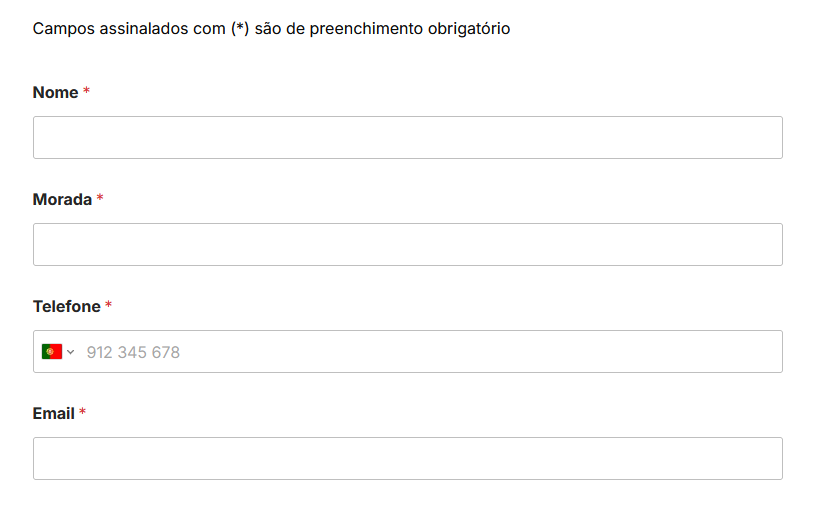 Campos assinalados com (*) são de preenchimento obrigatório
Nome *
Morada *
Telefone *
912 345 678
Email *